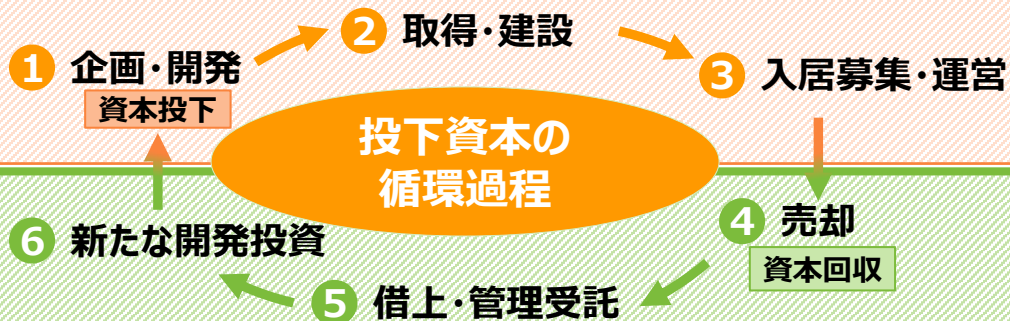 1 企画・開発
資本投下
2 取得・建設
3 入居募集・運営
投下資本の
循環過程
4 売却
資本回収
5 借上・管理受託
6 新たな開発投資